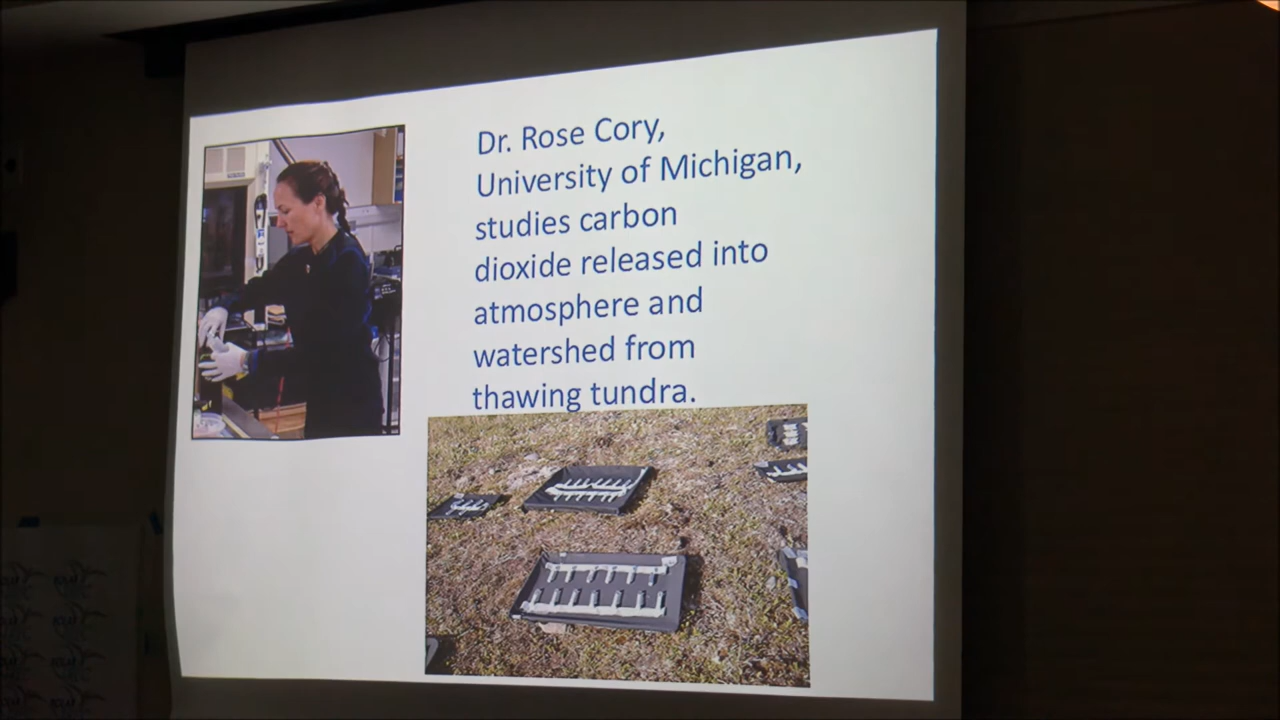 Dr. Rose Cory,
University of Michigan,
studies carbon
dioxide released into
atmosphere and
watershed from
thawing tundra.